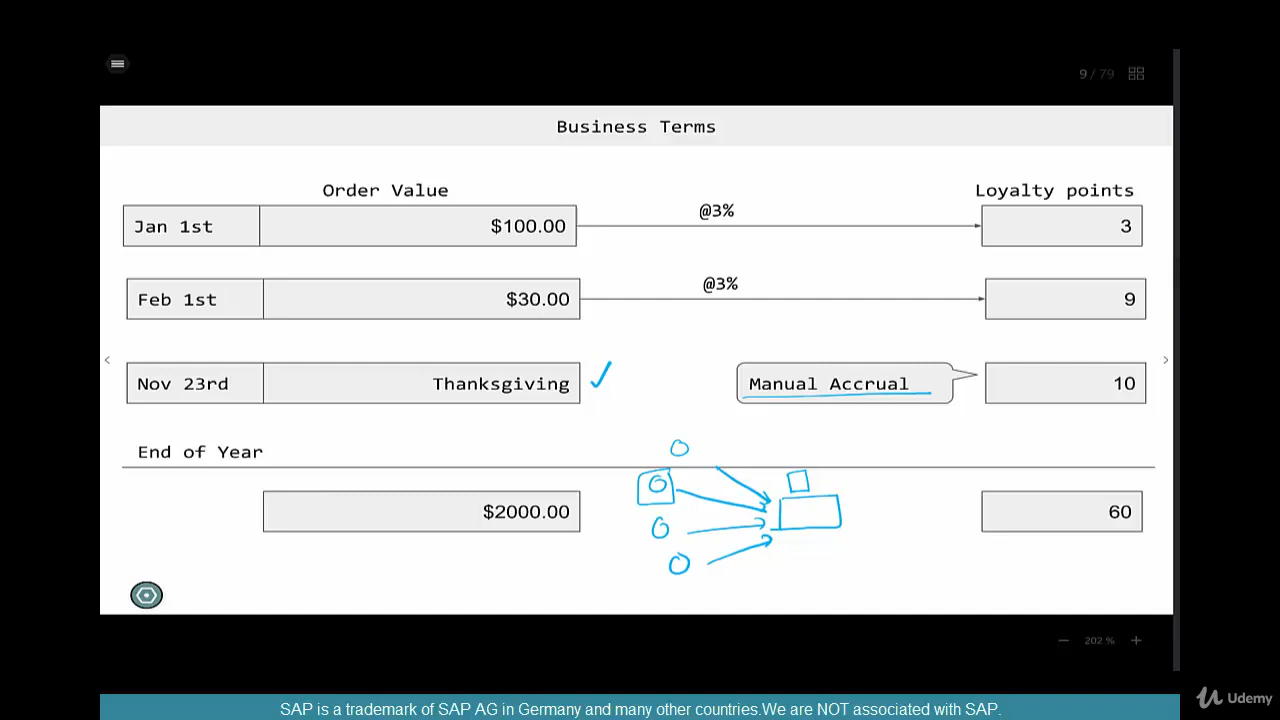 9 / 79
Business Terms
Order Value
Loyalty points
Jan 1st
$100.00
@3%
3
Feb 1st
$30.00
@3%
9
Nov 23rd
Thanksgiving
Manual Accrual
10
End of Year
$2000.00
60
202 %
SAP is a trademark of SAP AG in Germany and many other countries.We are NOT associated with SAP.
Udemy